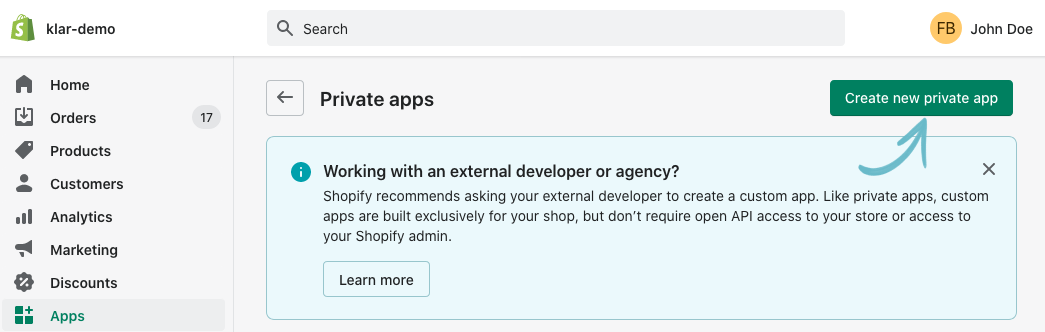 klar-demo
Search
FB
John Doe
Home
Orders
17
Products
Customers
Analytics
Marketing
Discounts
Apps
Private apps
Create new private app
Working with an external developer or agency?
Shopify recommends asking your external developer to create a custom app. Like private apps, custom
apps are built exclusively for your shop, but don’t require open API access to your store or access to
your Shopify admin.
Learn more